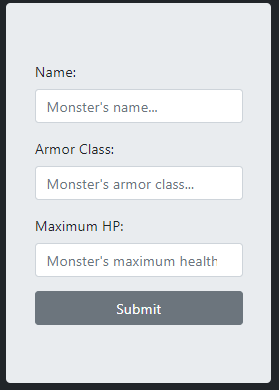 Name:
Monster's name...
Armor Class:
Monster's armor class...
Maximum HP:
Monster's maximum health
Submit